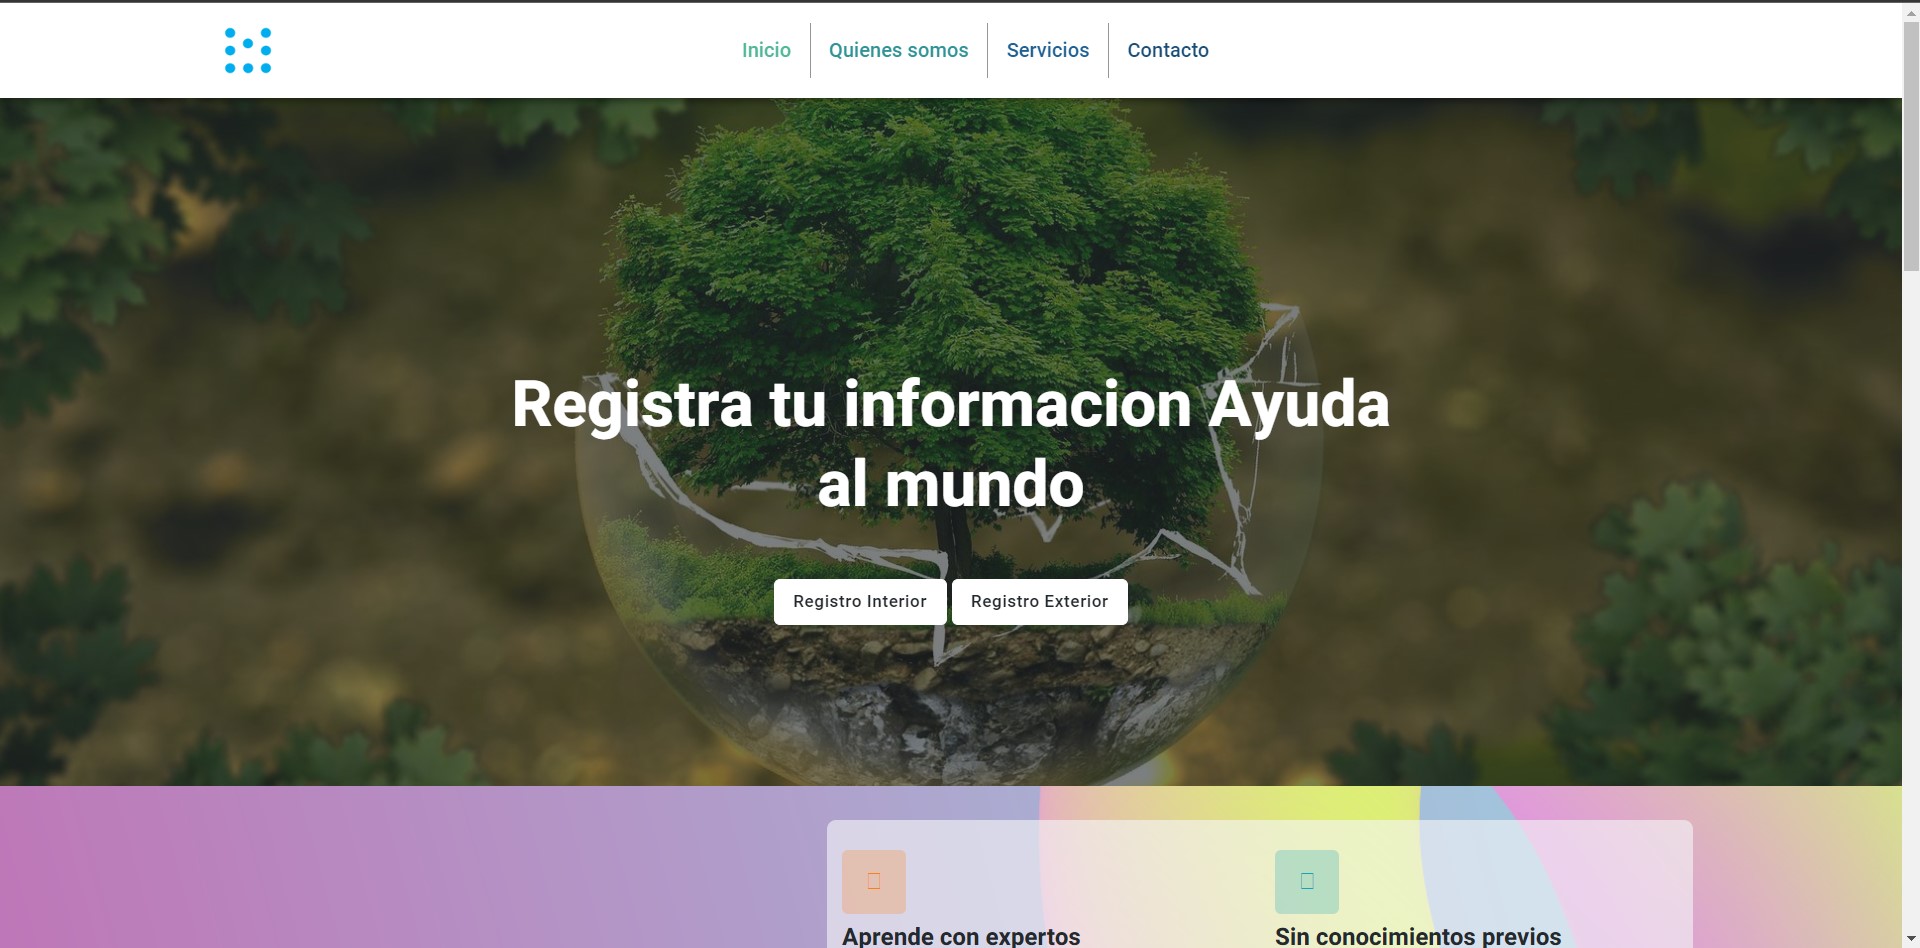 Inicio
Quienes somos
Servicios
Contacto
Registra tu informacion Ayuda
al mundo
Registro Interior
Registro Exterior
Aprende con expertos
Sin conocimientos previos